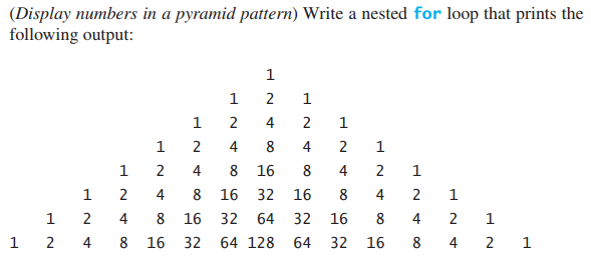 (Display numbers in a pyramid pattern) Write a nested for loop that prints the
following output:
1
1 2 1
1 2 4 2 1
1 2 4 8 4 2 1
1 2 4 8 16 8 4 2 1
1 2 4 8 16 32 16 8 4 2 1
1 2 4 8 16 32 64 32 16 8 4 2 1
1 2 4 8 16 32 64 128 64 32 16 8 4 2 1